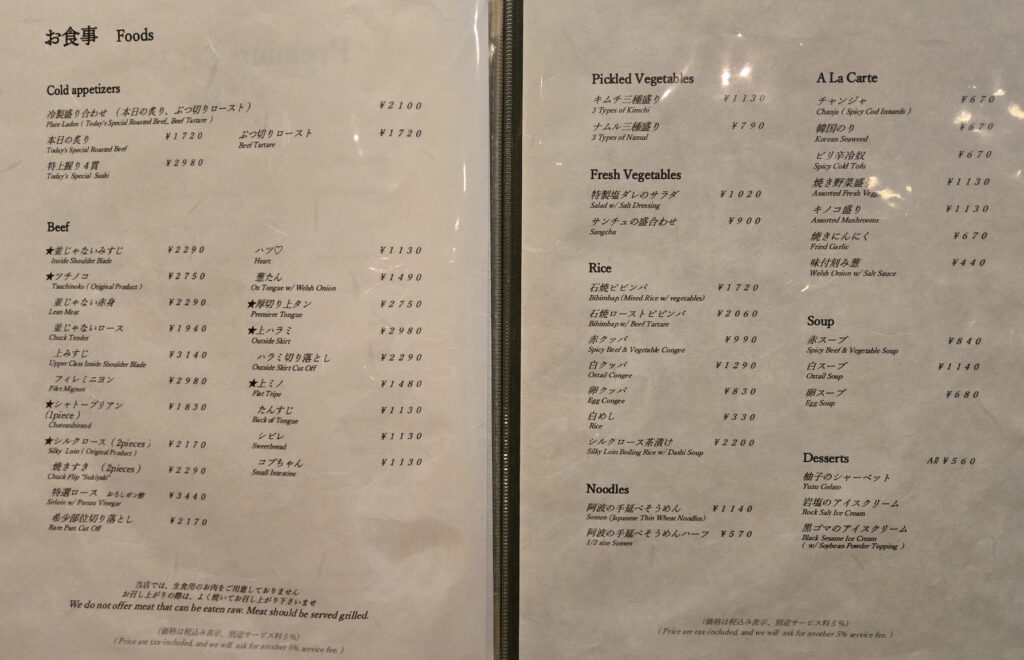 お食事 Foods
Cold appetizers
冷製盛り合わせ（本日の炙り、ぶつ切りロースト） ¥2100
Plate Laden ( Today's Special Roasted Beef, Beef Tartare )
本日の炙り ¥1720
Today's Special Roasted Beef
ぶつ切りロースト ¥1720
Beef Tartare
特上握り４貫 ¥2980
Today's Special Sushi
Beef
★並じゃないみすじ ¥2290
Inside Shoulder Blade
★ツチノコ ¥2750
Tsuchinoko ( Original Product )
並じゃない赤身 ¥2290
Lean Meat
並じゃないロース ¥1940
Chuck Tender
上みすじ ¥3140
Upper Class Inside Shoulder Blade
フィレミニヨン ¥2980
Filet Mignon
★シャトーブリアン ¥1830
(1piece )
Chateaubirand
★シルクロース（2pieces） ¥2170
Silky Loin ( Original Product )
焼きすき （2pieces） ¥2290
Chuck Flip "Sukiyaki"
特選ロース おろしポン酢 ¥3440
Sirloin w/ Ponzu Vinegar
希少部位切り落とし ¥2170
Rare Part Cut Off
ハツ♡ ¥1130
Heart
葱たん ¥1490
Ox Tongue w/ Welsh Onion
★厚切り上タン ¥2750
Premiere Tongue
★上ハラミ ¥2980
Outside Skirt
ハラミ切り落とし ¥2290
Outside Skirt Cut Off
★上ミノ ¥1480
Flat Tripe
たんすじ ¥1130
Back of Tongue
シビレ ¥1130
Sweetbread
コプちゃん ¥1130
Small Intestine
当店では、生食用のお肉をご用意しておりません
お召し上がりの際は、よく焼いてお召し上がり下さいませ
We do not offer meat that can be eaten raw. Meat should be served grilled.
(価格は税込み表示、別途サービス料５%)
( Price are tax-included, and we will ask for another 5% service fee. )
Pickled Vegetables
キムチ三種盛り ¥1130
3 Types of Kimchi
ナムル三種盛り ¥790
3 Types of Namul
Fresh Vegetables
特製塩ダレのサラダ ¥1020
Salad w/ Salt Dressing
サンチュの盛合わせ ¥900
Sangchu
Rice
石焼ビビンバ ¥1720
Bibimbap (Mixed Rice w/ vegetables)
石焼ローストビビンバ ¥2060
Bibimbap w/ Beef Tartare
赤クッパ ¥990
Spicy Beef & Vegetable Congee
白クッパ ¥1290
Oxtail Congee
卵クッパ ¥830
Egg Congee
白めし ¥330
Rice
シルクロース茶漬け ¥2200
Silky Loin Boiling Rice w/ Dashi Soup
Noodles
阿波の手延べそうめん ¥1140
Somen (Japanese Thin Wheat Noodles)
阿波の手延べそうめんハーフ ¥570
1/2 size Somen
A La Carte
チャンジャ ¥670
Chanja ( Spicy Cod Innards )
韓国のり ¥670
Korean Seaweed
ピリ辛冷奴 ¥670
Spicy Cold Tofu
焼き野菜盛り ¥1130
Assorted Fresh
キノコ盛り ¥1130
Assorted Mushrooms
焼きにんにく ¥670
Fried Garlic
味付刻み葱 ¥440
Welsh Onion w/ Salt Sauce
Soup
赤スープ ¥840
Spicy Beef & Vegetable Soup
白スープ ¥1140
Oxtail Soup
卵スープ ¥680
Egg Soup
Desserts All ¥560
柚子のシャーベット
Yuzu Gelato
岩塩のアイスクリーム
Rock Salt Ice Cream
黒ゴマのアイスクリーム
Black Sesame Ice Cream
( w/ Soybean Powder Topping )
(価格は税込み表示、別途サービス料５%)
( Price are tax-included, and we will ask for another 5% service fee. )